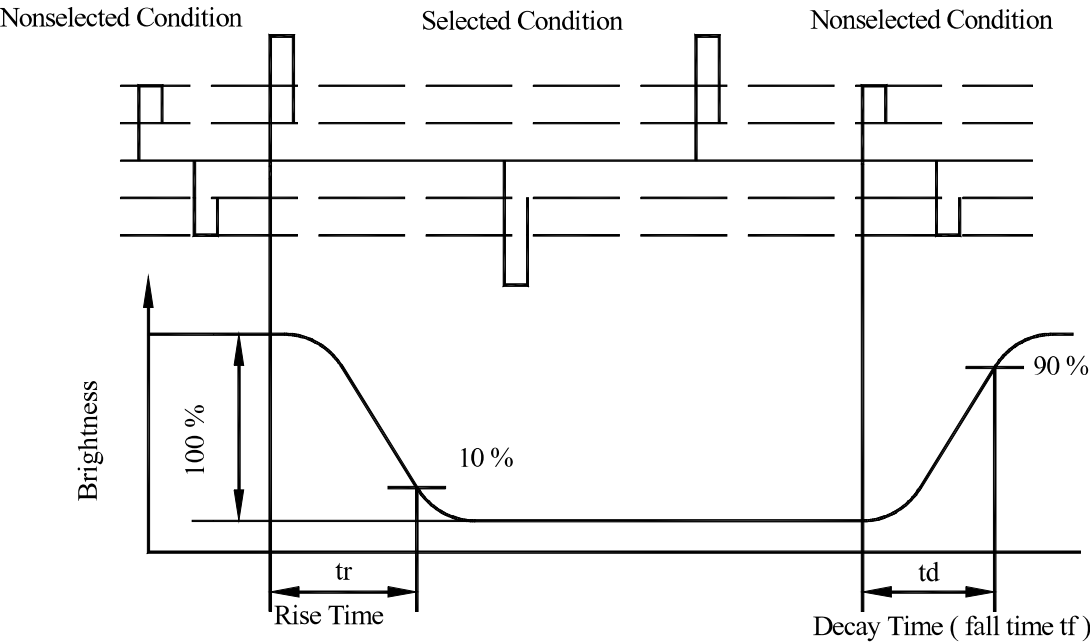 Nonselected Condition
Selected Condition
Nonselected Condition
Brightness
100 %
10 %
90 %
tr
Rise Time
td
Decay Time ( fall time tf )